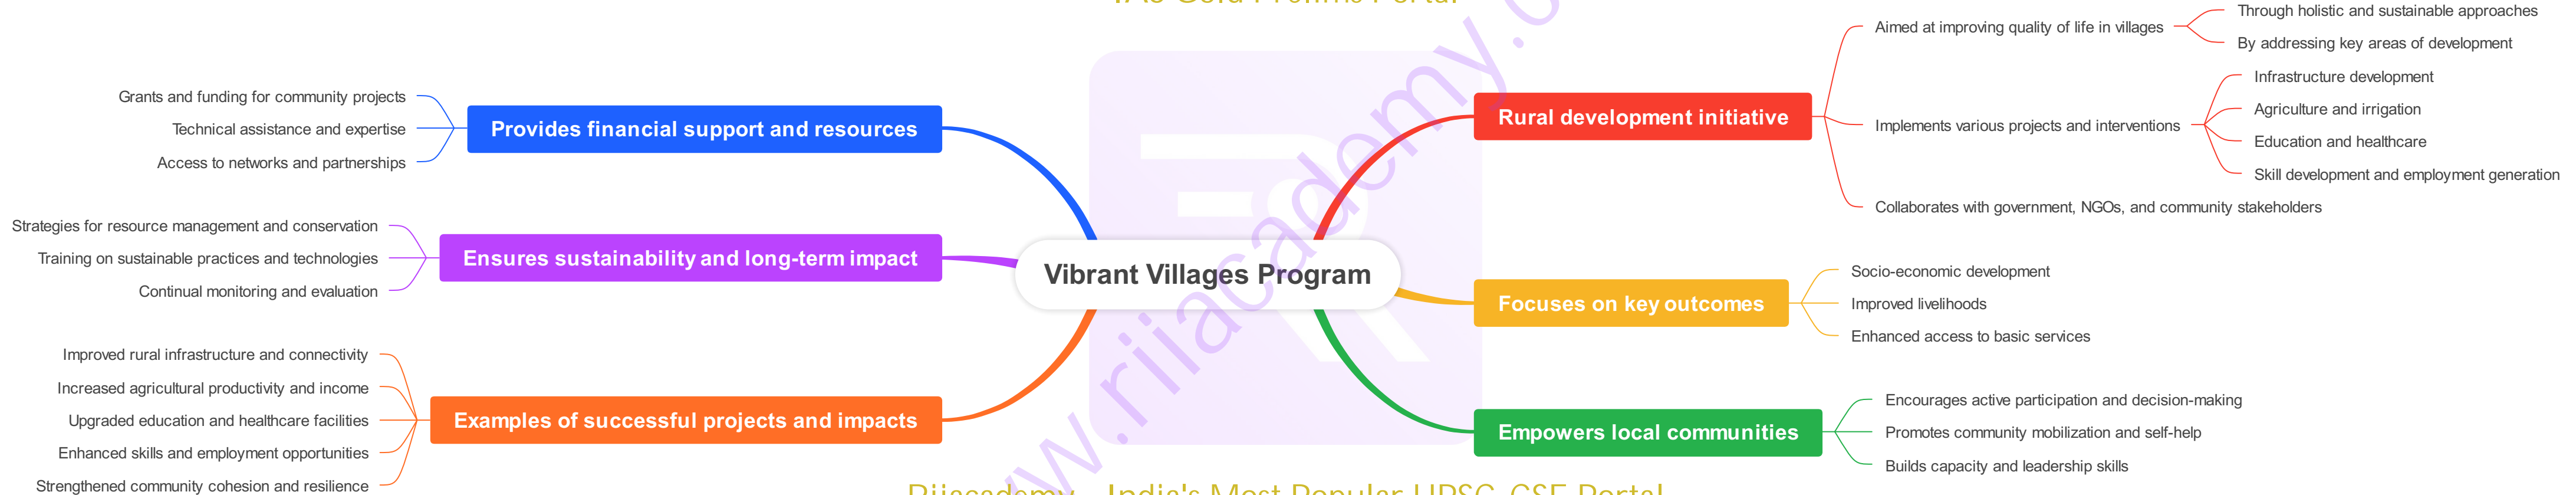 Vibrant Villages Program
Rural development initiative
Aimed at improving quality of life in villages
Through holistic and sustainable approaches
By addressing key areas of development
Implements various projects and interventions
Infrastructure development
Agriculture and irrigation
Education and healthcare
Skill development and employment generation
Collaborates with government, NGOs, and community stakeholders
Focuses on key outcomes
Socio-economic development
Improved livelihoods
Enhanced access to basic services
Empowers local communities
Encourages active participation and decision-making
Promotes community mobilization and self-help
Builds capacity and leadership skills
Provides financial support and resources
Grants and funding for community projects
Technical assistance and expertise
Access to networks and partnerships
Ensures sustainability and long-term impact
Strategies for resource management and conservation
Training on sustainable practices and technologies
Continual monitoring and evaluation
Examples of successful projects and impacts
Improved rural infrastructure and connectivity
Increased agricultural productivity and income
Upgraded education and healthcare facilities
Enhanced skills and employment opportunities
Strengthened community cohesion and resilience
India's Most Popular UPSC-CSE Portal